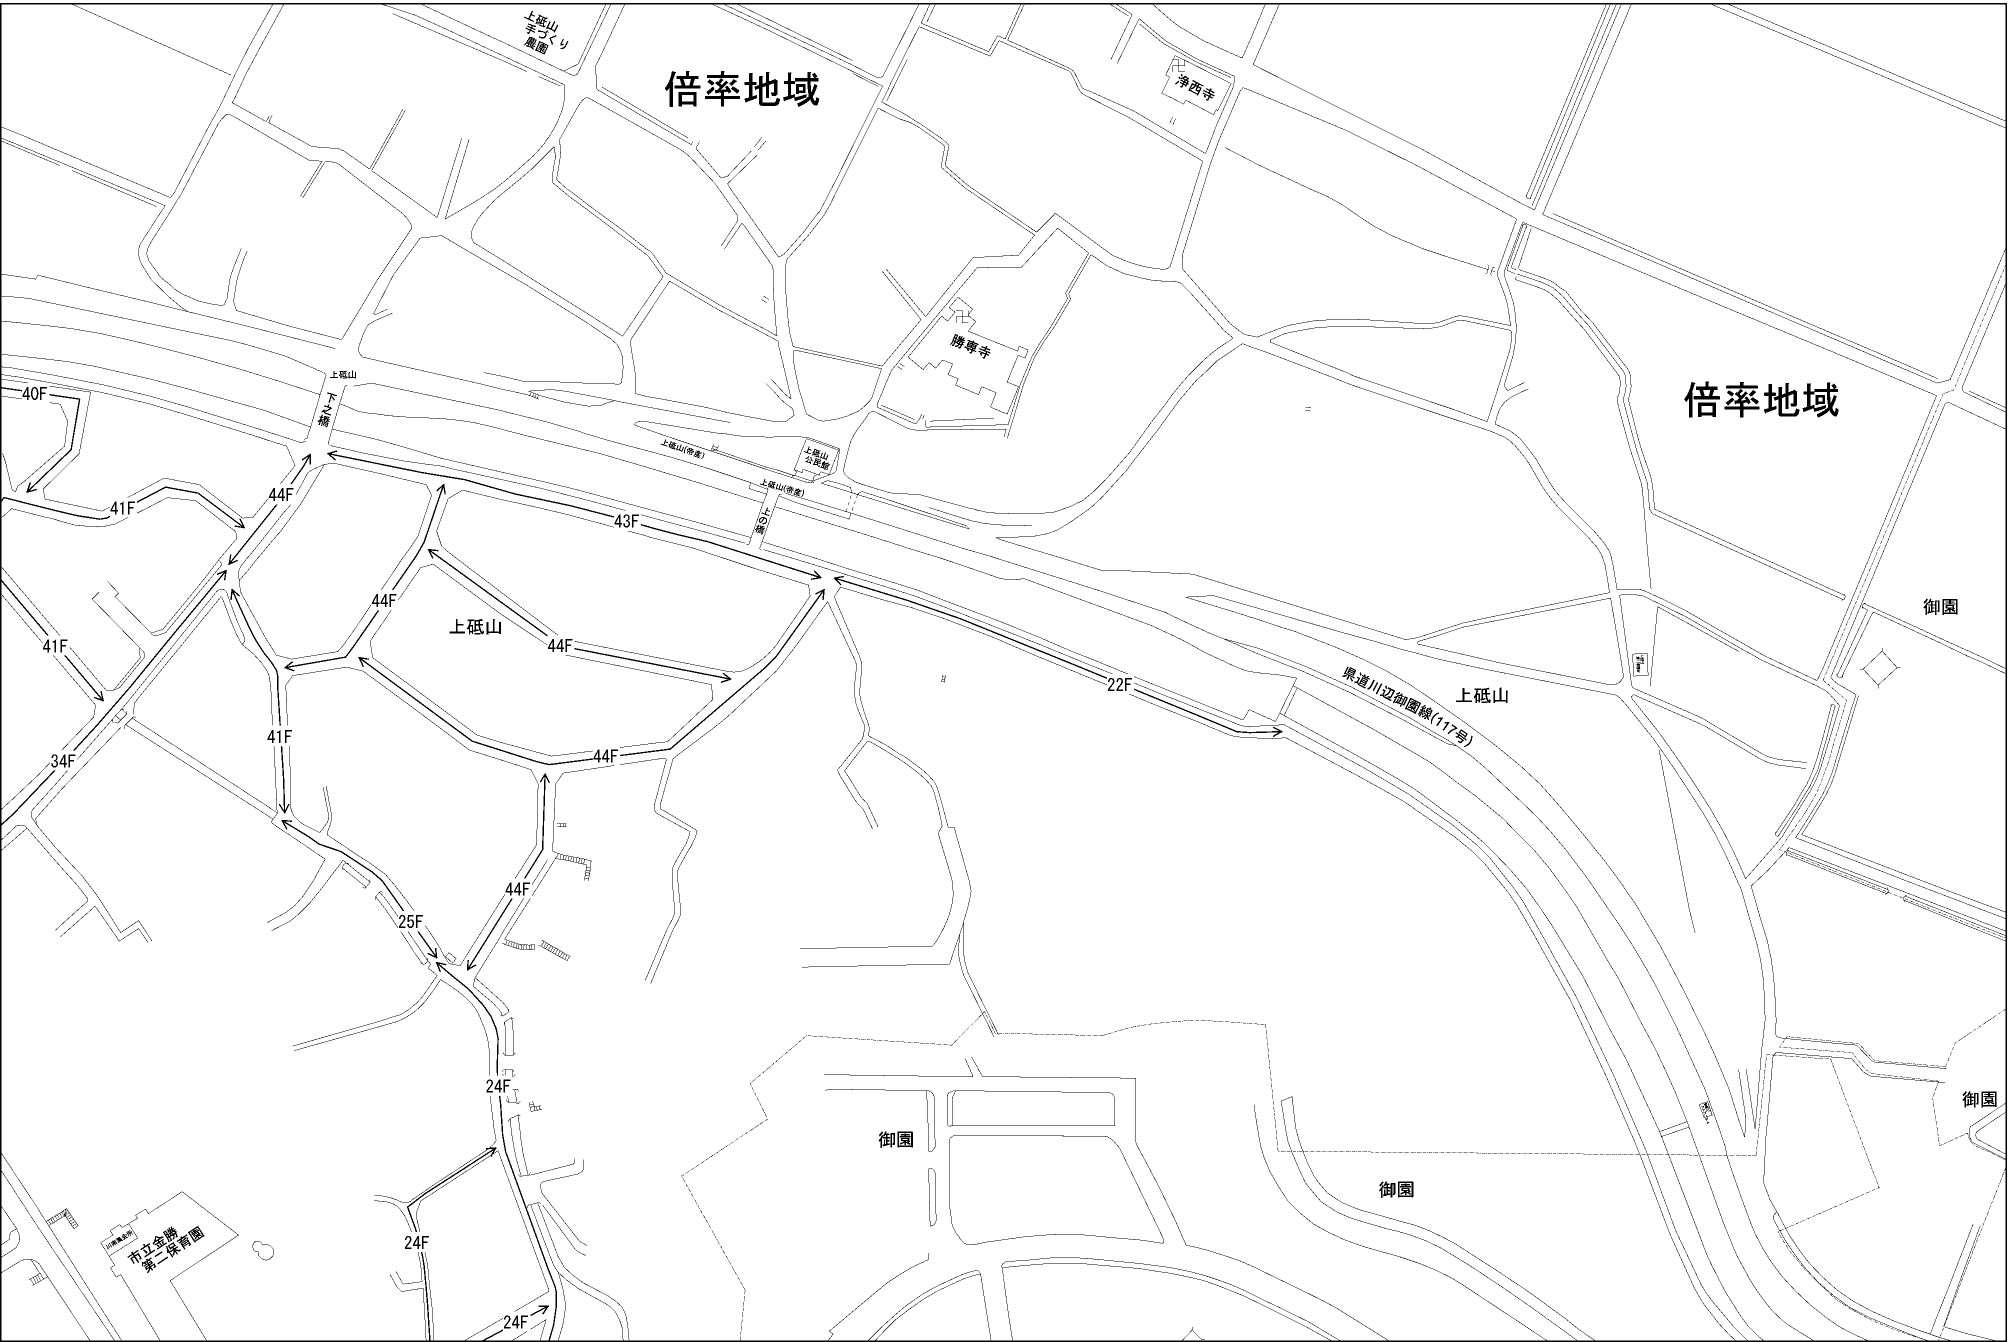 上砥山
手づくり
農園
倍率地域
浄西寺
勝専寺
上砥山
下之橋
40F
倍率地域
上砥山(帝産)
上砥山
公民館
上砥山(帝産)
上の橋
44F
41F
43F
44F
上砥山
44F
41F
御園
22F
県道川辺御園線(117号)
上砥山
41F
44F
34F
44F
25F
24F
御園
御園
御園
24F
市立金勝
第二保育園
24F